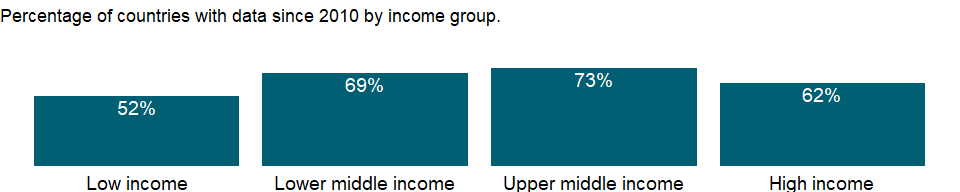 Percentage of countries with data since 2010 by income group.
52%
69%
73%
62%
Low income
Lower middle income
Upper middle income
High income